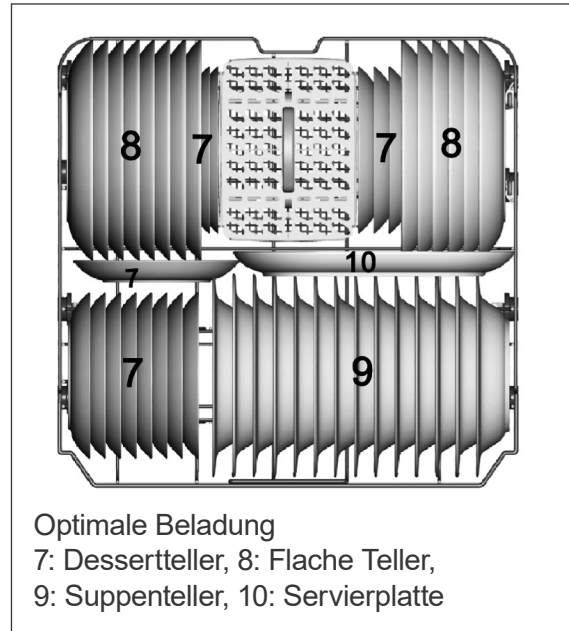 8 7 7 8
7 10
7 9
Optimale Beladung
7: Dessertteller, 8: Flache Teller,
9: Suppenteller, 10: Servierplatte